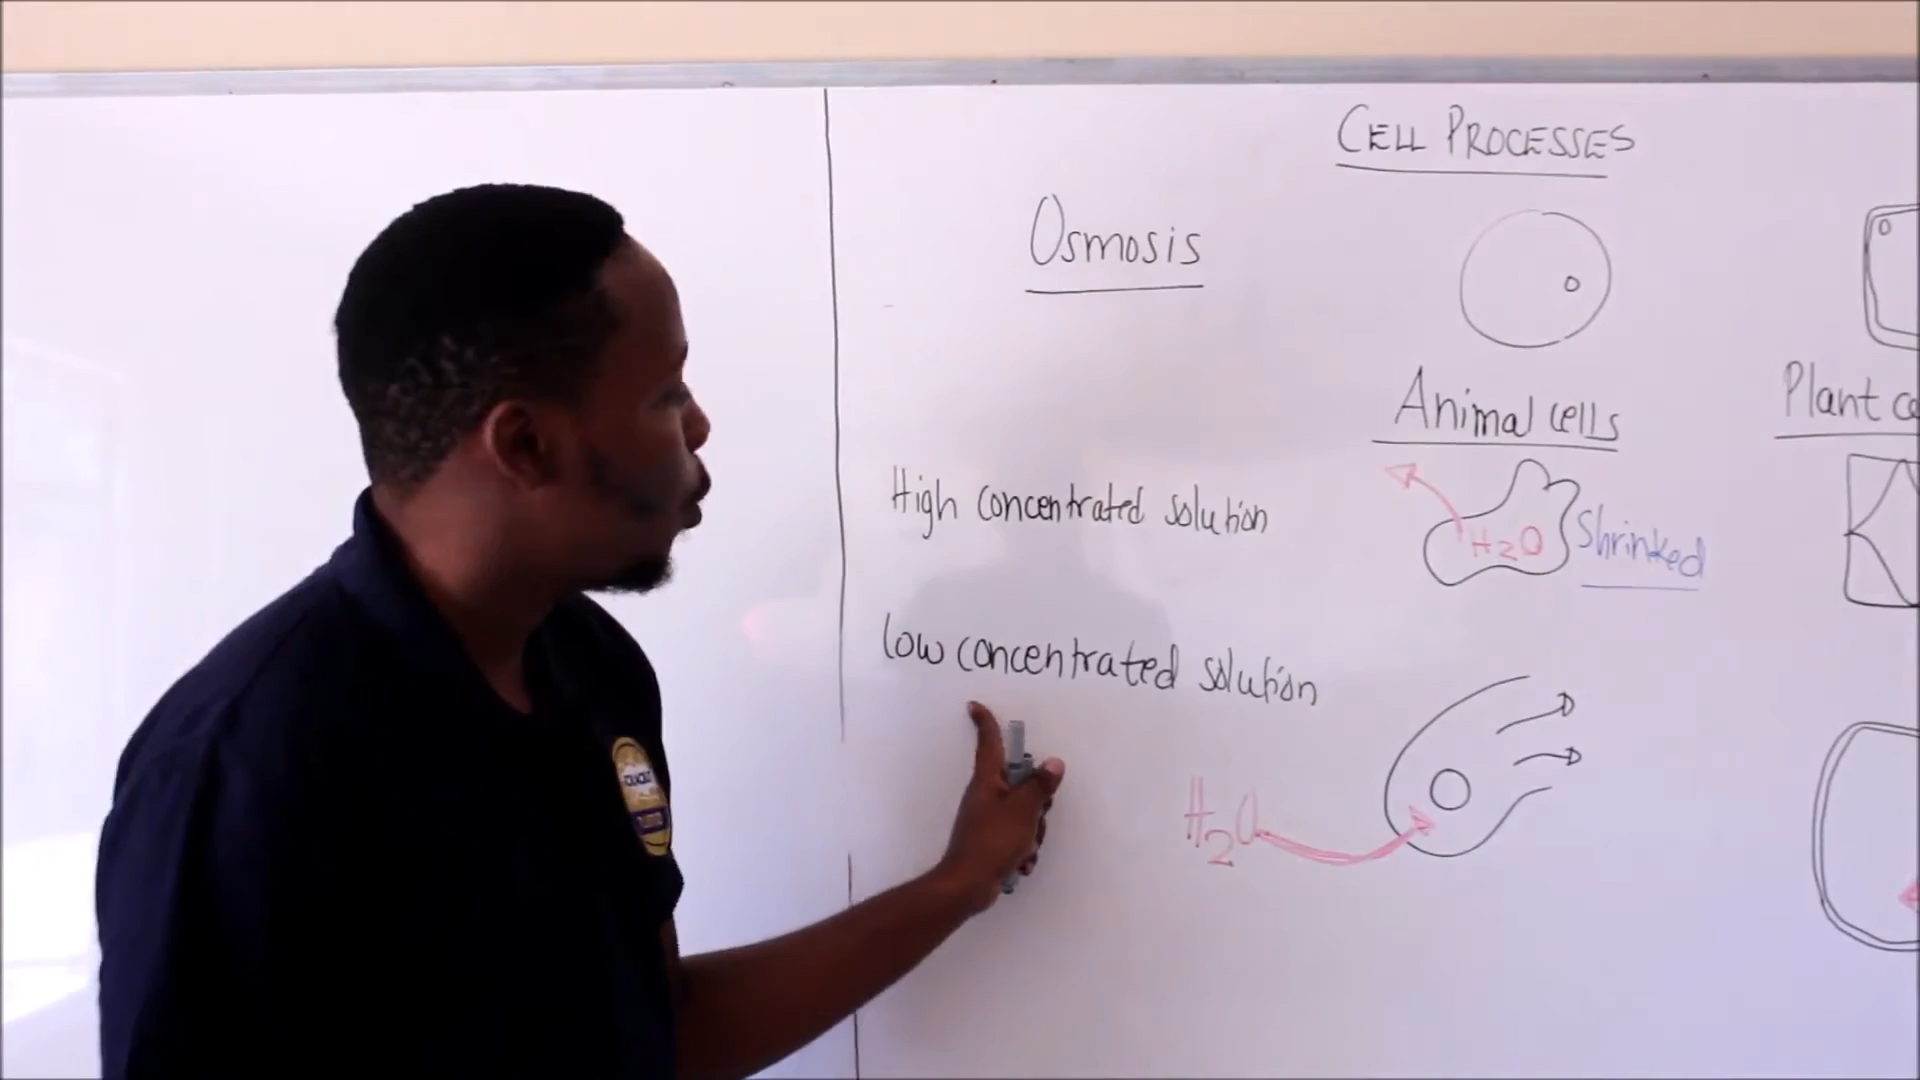 CELL PROCESSES
Osmosis
Animal cells
Plant
High concentrated solution
H2O
Shrinked
low concentrated solution
H2O